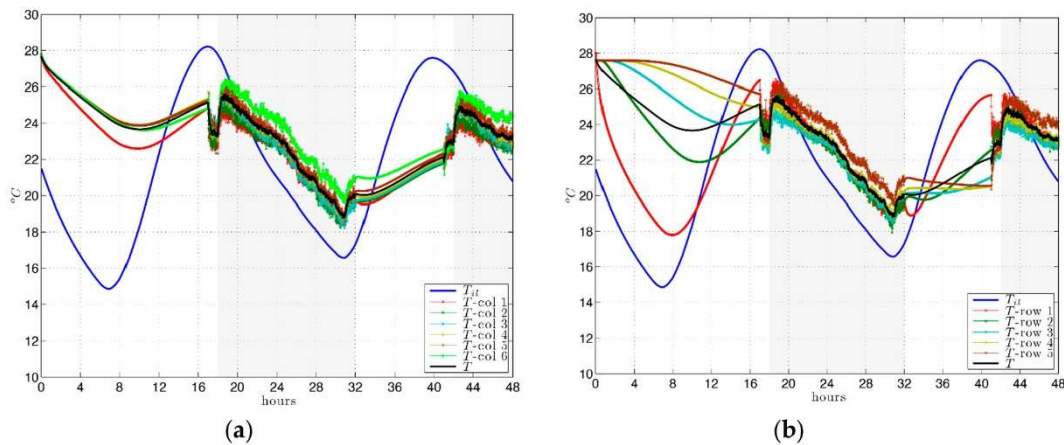 30
28
26
24
22
20
18
16
14
12
10
°C
0 4 8 12 16 20 24 28 32 36 40 44 48
hours
T_it
T-col 1
T-col 2
T-col 3
T-col 4
T-col 5
T-col 6
T
(a)
30
28
26
24
22
20
18
16
14
12
10
°C
0 4 8 12 16 20 24 28 32 36 40 44 48
hours
T_it
T-row 1
T-row 2
T-row 3
T-row 4
T-row 5
T
(b)